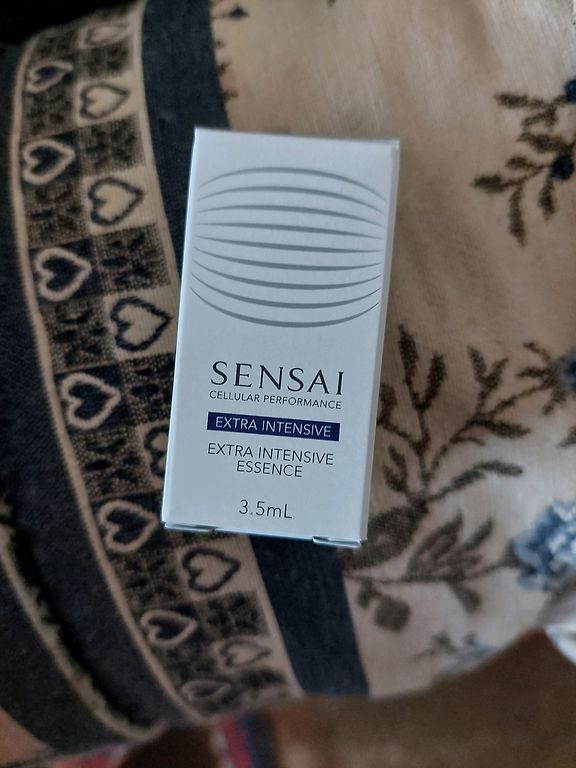 SENSAI
CELLULAR PERFORMANCE
EXTRA INTENSIVE
EXTRA INTENSIVE
ESSENCE
3.5mL